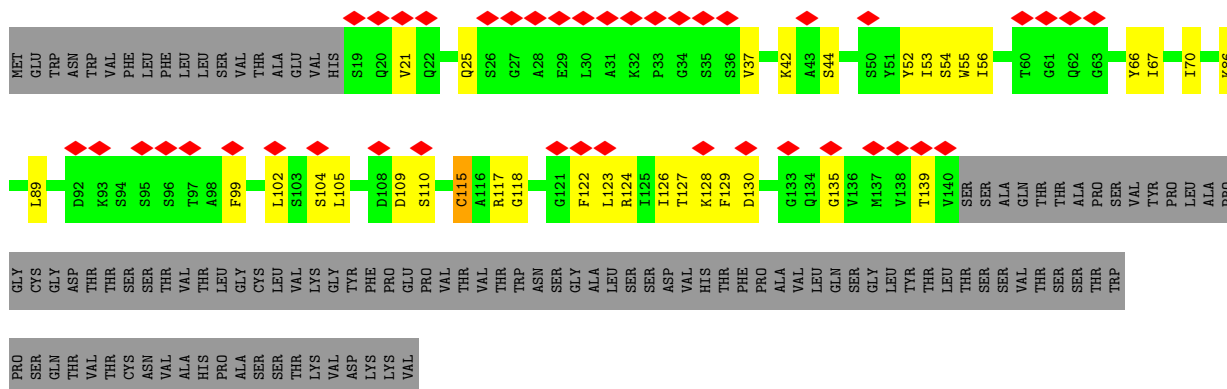 MET GLU TRP ASN TRP VAL PHE LEU PHE LEU LEU SER VAL THR ALA GLU VAL HIS S19 Q20 V21 Q22 Q25 S26 G27 A28 E29 L30 A31 K32 P33 G34 S35 S36 V37 K42 A43 S44 S50 Y51 Y52 I53 S54 W55 I56 T60 G61 Q62 G63 Y66 I67 I70 K86
L89 D92 K93 S94 S95 S96 T97 A98 F99 L102 S103 S104 L105 D108 D109 S110 C115 A116 R117 G118 G121 F122 L123 R124 I125 I126 T127 K128 F129 D130 G133 Q134 G135 V136 M137 V138 T139 V140 SER SER ALA GLN THR THR ALA PRO SER VAL TYR PRO LEU ALA PRO
GLY CYS GLY ASP THR THR SER SER THR VAL THR LEU GLY CYS LEU VAL LYS GLY TYR PHE PRO GLU PRO VAL THR VAL THR TRP ASN SER GLY ALA LEU SER SER ASP VAL HIS THR PHE PRO ALA VAL LEU GLN SER GLY LEU TYR THR LEU THR SER SER VAL THR SER SER THR TRP
PRO SER GLN THR VAL THR CYS ASN VAL ALA HIS PRO ALA SER SER THR LYS VAL ASP LYS LYS VAL